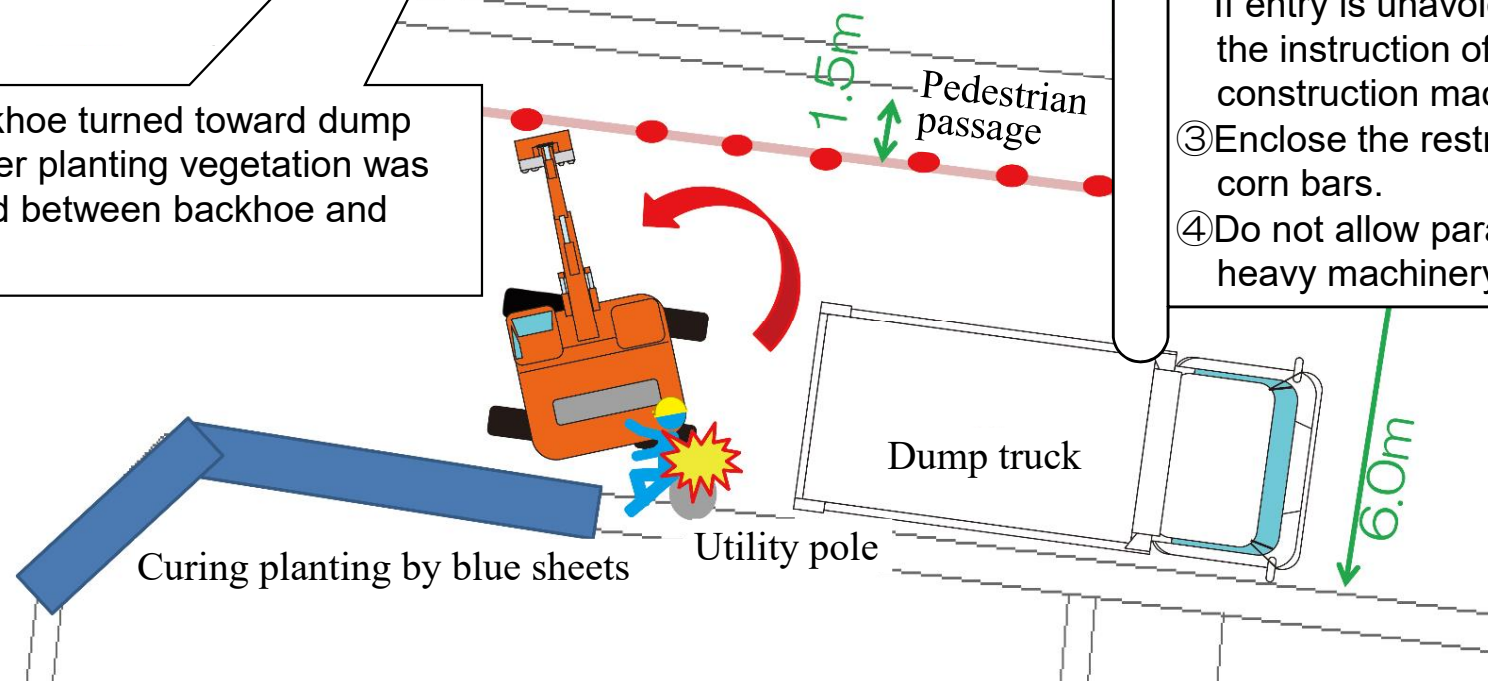 khoe turned toward dump
er planting vegetation was
d between backhoe and
1.5m
Pedestrian
passage
If entry is unavoid
the instruction of
construction mac
③Enclose the restr
corn bars.
④Do not allow para
heavy machinery
Dump truck
6.0m
Utility pole
Curing planting by blue sheets